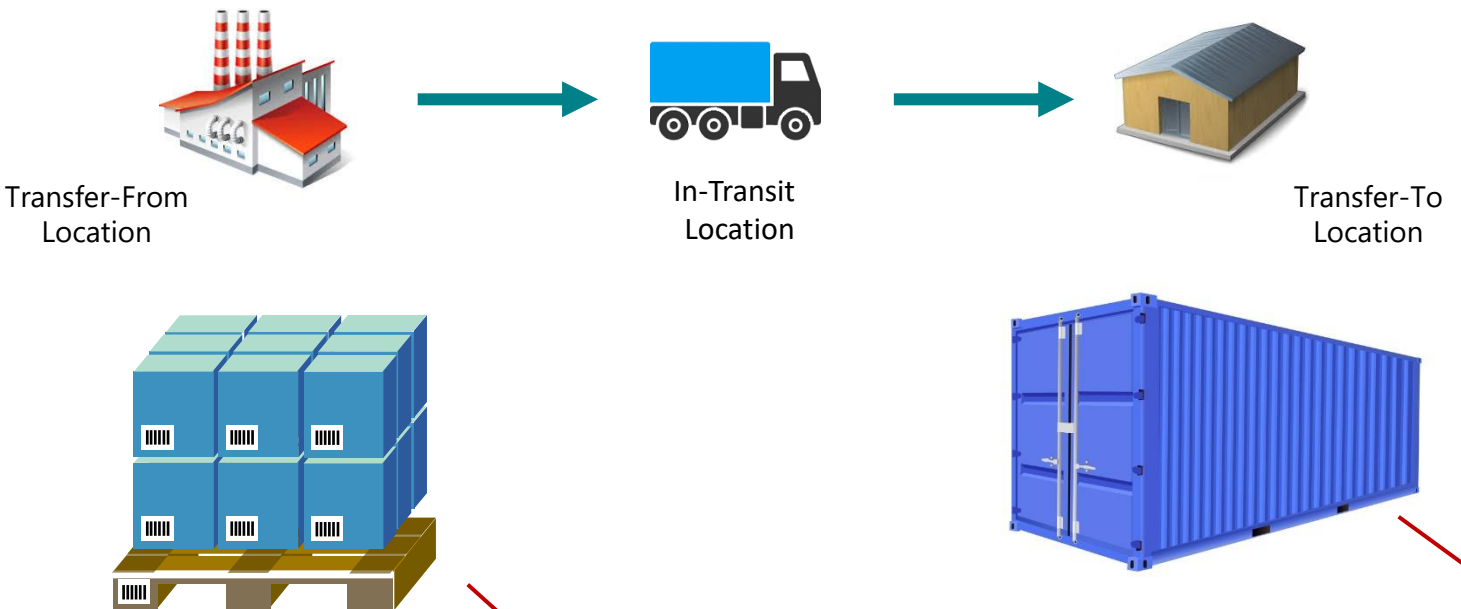 Transfer-From
Location
In-Transit
Location
Transfer-To
Location